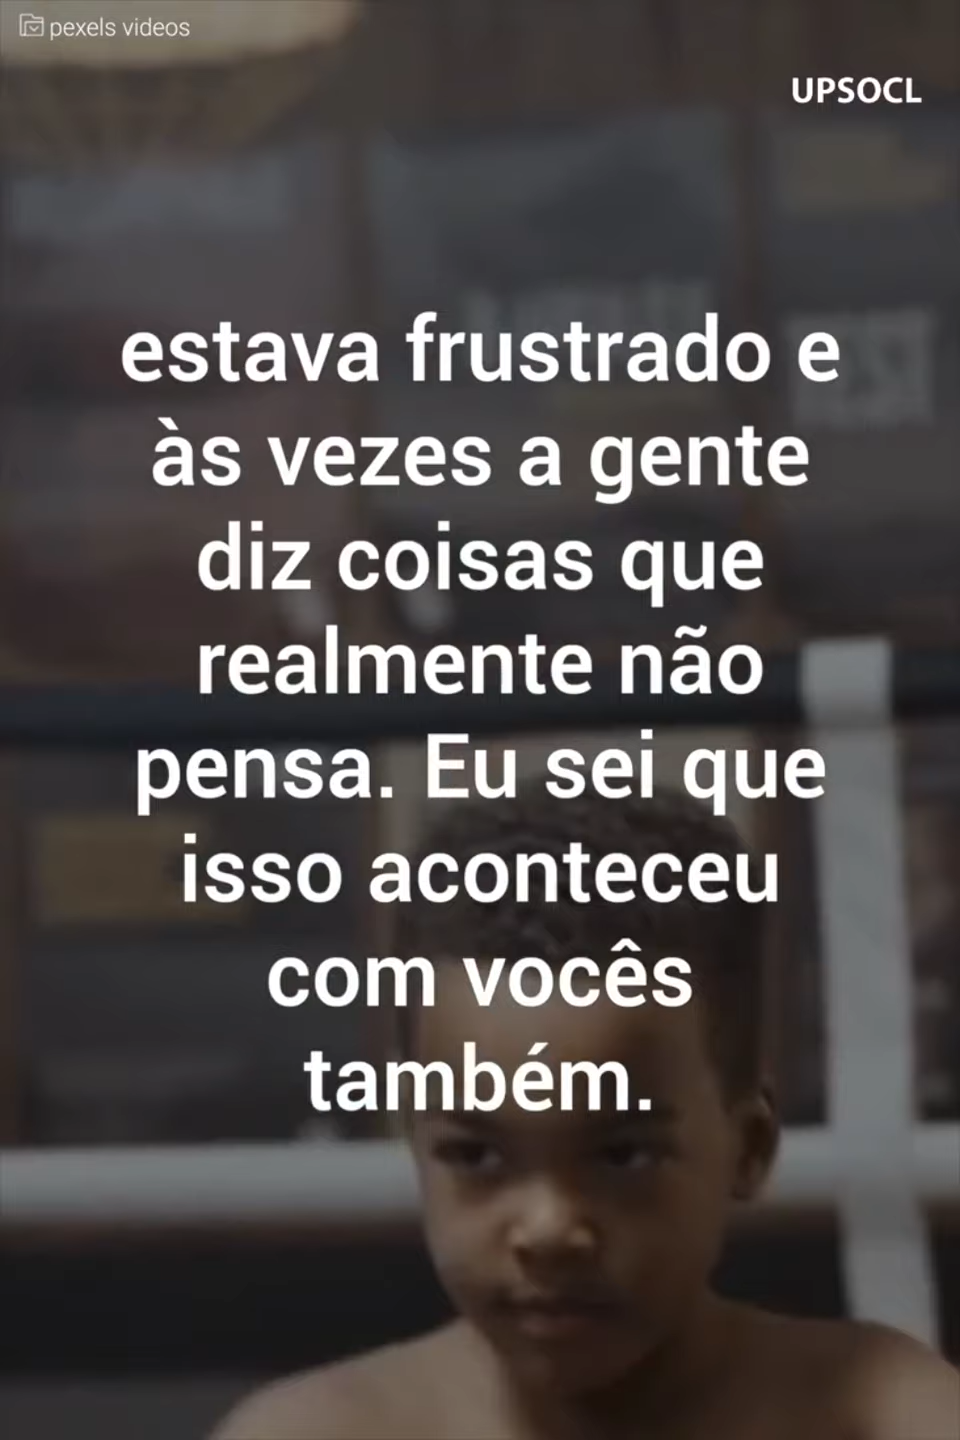 pexels videos
UPSOCL
estava frustrado e
às vezes a gente
diz coisas que
realmente não
pensa. Eu sei que
isso aconteceu
com vocês
também.